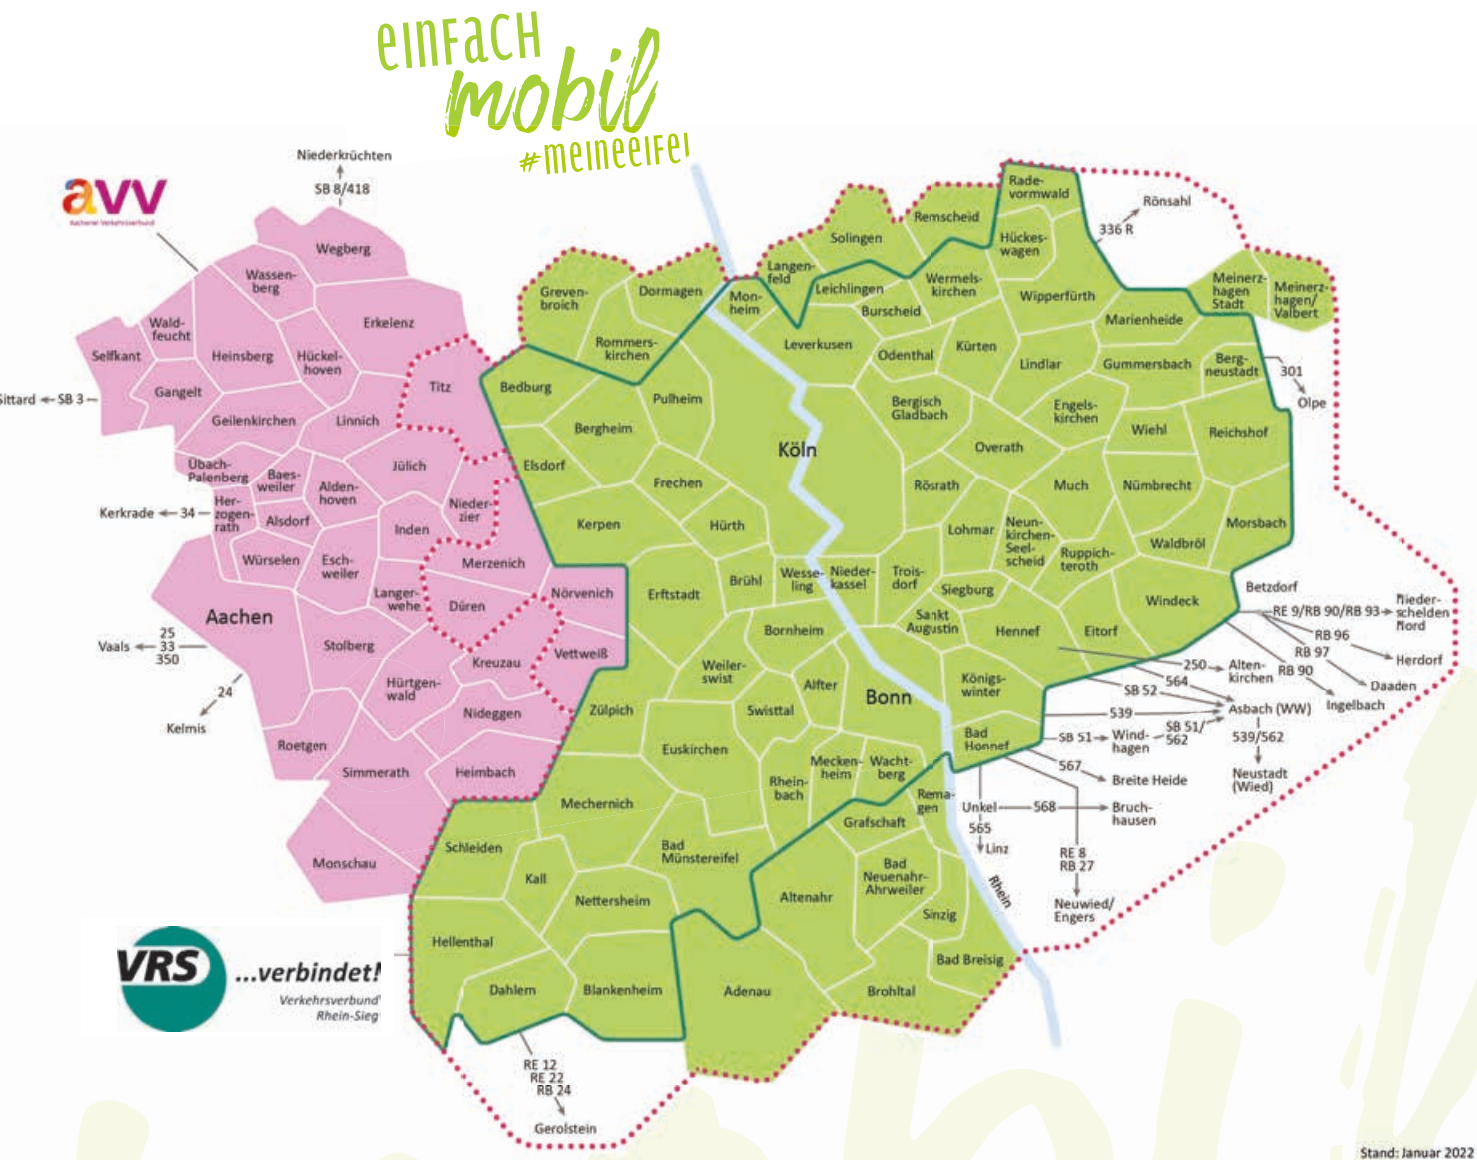 einfach
mobil
#meineeifel
Niederkrüchten
SB 8/418
avv
Aachener Verkehrsverbund
Wegberg
Wassen-
berg
Wald-
feucht
Erkelenz
Selfkant
Heinsberg
Hückel-
hoven
Gangelt
Sittard
SB 3
Geilenkirchen
Linnich
Titz
Übach-
Palenberg
Baes-
weiler
Alden-
hoven
Jülich
Kerkrade
34
Her-
zogen-
rath
Alsdorf
Inden
Nieder-
zier
Würselen
Esch-
weiler
Merzenich
Langer-
wehe
Düren
Nörvenich
Aachen
Vaals
25
33
350
Stolberg
Kreuzau
Vettweiß
24
Kelmis
Hürtgen-
wald
Nideggen
Roetgen
Simmerath
Heimbach
Monschau
Rade-
vormwald
Rönsahl
336 R
Remscheid
Solingen
Hückes-
wagen
Langen-
feld
Leichlingen
Wermels-
kirchen
Wipperfürth
Meinerz-
hagen
Stadt
Meinerz-
hagen/
Valbert
Greven-
broich
Dormagen
Mon-
heim
Burscheid
Marienheide
Rommers-
kirchen
Leverkusen
Odenthal
Kürten
Lindlar
Gummersbach
Berg-
neustadt
301
Olpe
Bedburg
Pulheim
Bergisch
Gladbach
Engels-
kirchen
Bergheim
Köln
Overath
Wiehl
Reichshof
Elsdorf
Frechen
Rösrath
Much
Nümbrecht
Kerpen
Hürth
Lohmar
Neun-
kirchen-
Seel-
scheid
Ruppich-
teroth
Waldbröl
Morsbach
Erftstadt
Brühl
Wesse-
ling
Nieder-
kassel
Trois-
dorf
Siegburg
Windeck
Betzdorf
RE 9/RB 90/RB 93
Nieder-
schelden
Nord
RB 96
Herdorf
RB 97
Daaden
RB 90
Ingelbach
Bornheim
Sankt
Augustin
Hennef
Eitorf
250
Alten-
kirchen
564
SB 52
Asbach (WW)
539
Weiler-
swist
Alfter
Bonn
Königs-
winter
Zülpich
Swisttal
Bad
Honnef
SB 51
Wind-
hagen
SB 51/
562
539/562
Neustadt
(Wied)
567
Breite Heide
Euskirchen
Mecken-
heim
Wacht-
berg
Rhein-
bach
Mechernich
Rema-
gen
Unkel
568
Bruch-
hausen
Grafschaft
565
Linz
RE 8
RB 27
Neuwied/
Engers
Schleiden
Bad
Münstereifel
Kall
Nettersheim
Altenahr
Bad
Neuenahr-
Ahrweiler
Rhein
Sinzig
Hellenthal
Bad Breisig
Dahlem
Blankenheim
Adenau
Brohltal
VRS
...verbindet!
Verkehrsverbund
Rhein-Sieg
RE 12
RE 22
RB 24
Gerolstein
Stand: Januar 2022